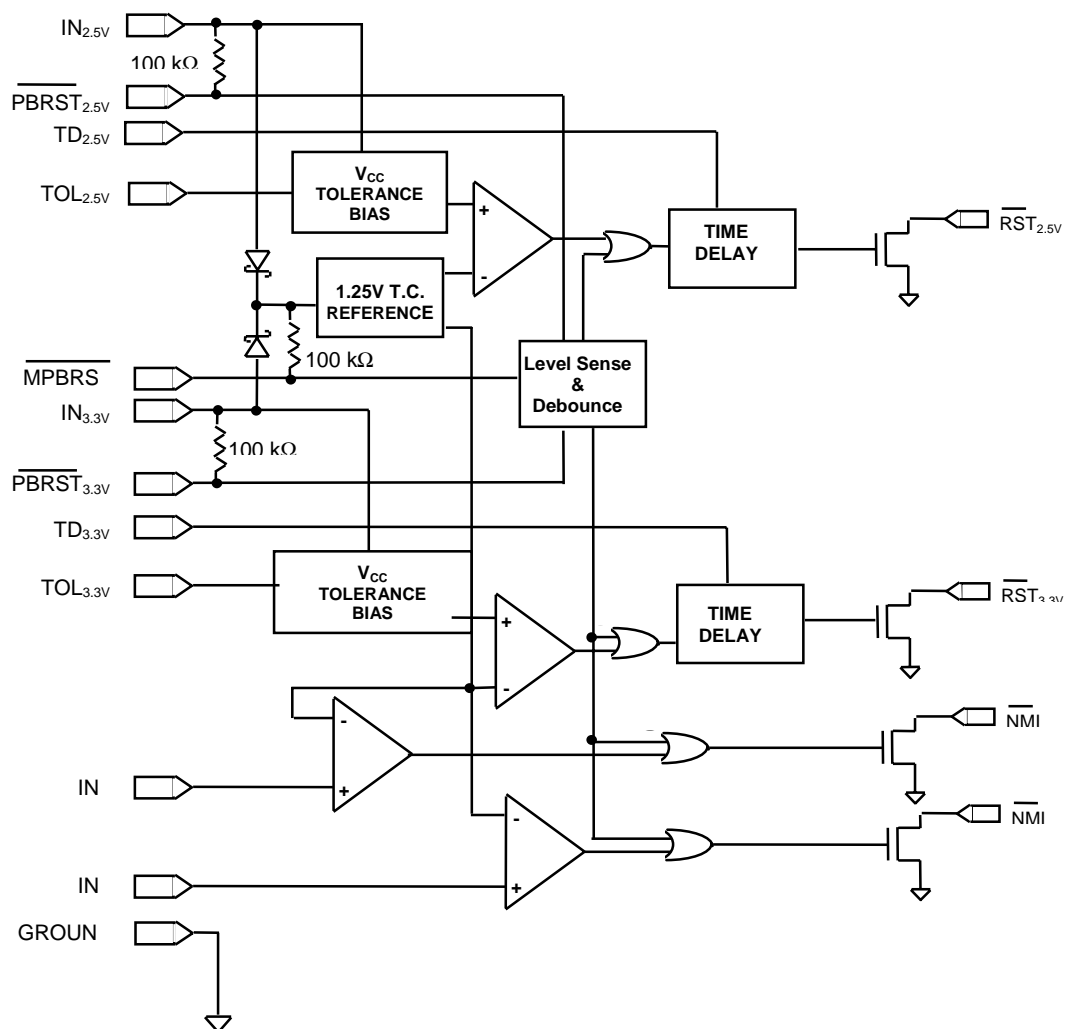 IN2.5V
100 kΩ
PBRST2.5V
TD2.5V
TOL2.5V
VCC
TOLERANCE
BIAS
+
-
TIME
DELAY
RST2.5V
1.25V T.C.
REFERENCE
100 kΩ
Level Sense
&
Debounce
MPBRS
IN3.3V
100 kΩ
PBRST3.3V
TD3.3V
TOL3.3V
VCC
TOLERANCE
BIAS
+
-
TIME
DELAY
RST3.3V
-
+
NMI
IN
-
+
NMI
IN
GROUN